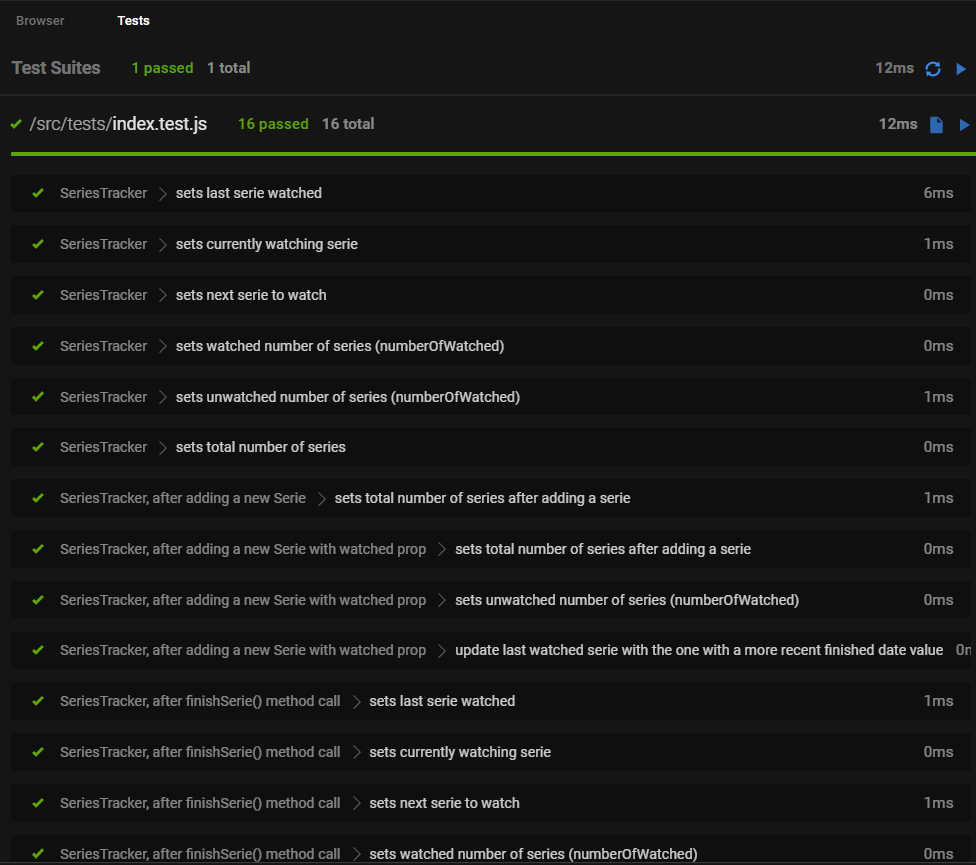 Browser Tests
Test Suites 1 passed 1 total 12ms
/src/tests/index.test.js 16 passed 16 total 12ms
SeriesTracker sets last serie watched 6ms
SeriesTracker sets currently watching serie 1ms
SeriesTracker sets next serie to watch 0ms
SeriesTracker sets watched number of series (numberOfWatched) 0ms
SeriesTracker sets unwatched number of series (numberOfWatched) 1ms
SeriesTracker sets total number of series 0ms
SeriesTracker, after adding a new Serie sets total number of series after adding a serie 1ms
SeriesTracker, after adding a new Serie with watched prop sets total number of series after adding a serie 0ms
SeriesTracker, after adding a new Serie with watched prop sets unwatched number of series (numberOfWatched) 0ms
SeriesTracker, after adding a new Serie with watched prop update last watched serie with the one with a more recent finished date value
SeriesTracker, after finishSerie() method call sets last serie watched 1ms
SeriesTracker, after finishSerie() method call sets currently watching serie 0ms
SeriesTracker, after finishSerie() method call sets next serie to watch 1ms
SeriesTracker, after finishSerie() method call sets watched number of series (numberOfWatched) 0ms